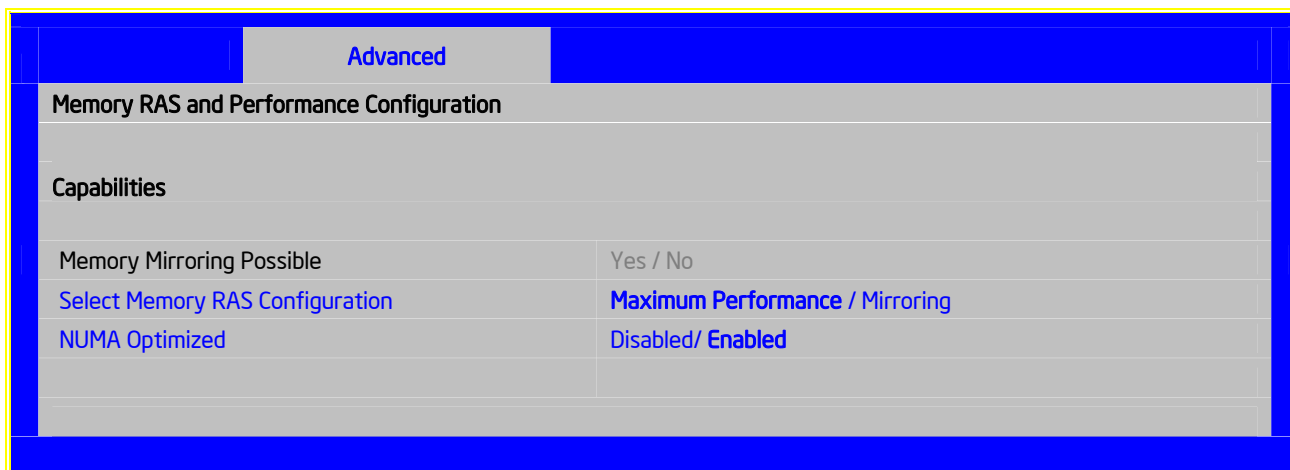 Advanced
Memory RAS and Performance Configuration
Capabilities
Memory Mirroring Possible Yes / No
Select Memory RAS Configuration Maximum Performance / Mirroring
NUMA Optimized Disabled/ Enabled